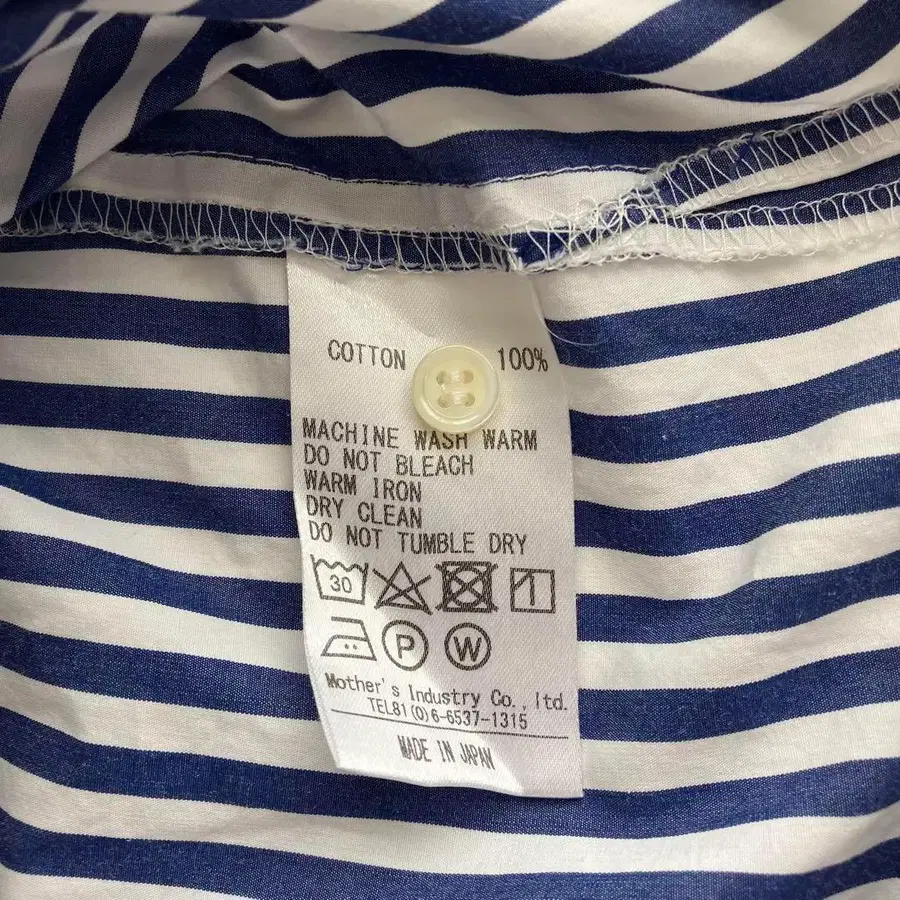 COTTON 100%
MACHINE WASH WARM
DO NOT BLEACH
WARM IRON
DRY CLEAN
DO NOT TUMBLE DRY
30
P W
Mother's Industry Co.,ltd.
TEL81(0)6-6537-1315
MADE IN JAPAN